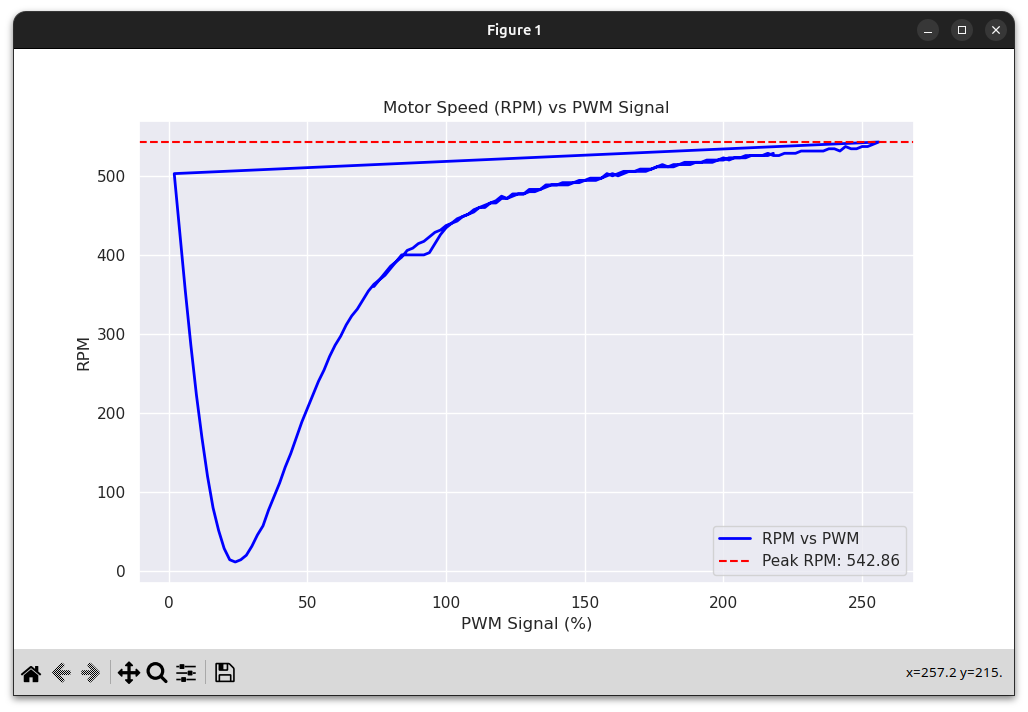 Figure 1
Motor Speed (RPM) vs PWM Signal
500
400
300
200
100
0
RPM
0 50 100 150 200 250
PWM Signal (%)
RPM vs PWM
Peak RPM: 542.86
x=257.2 y=215.